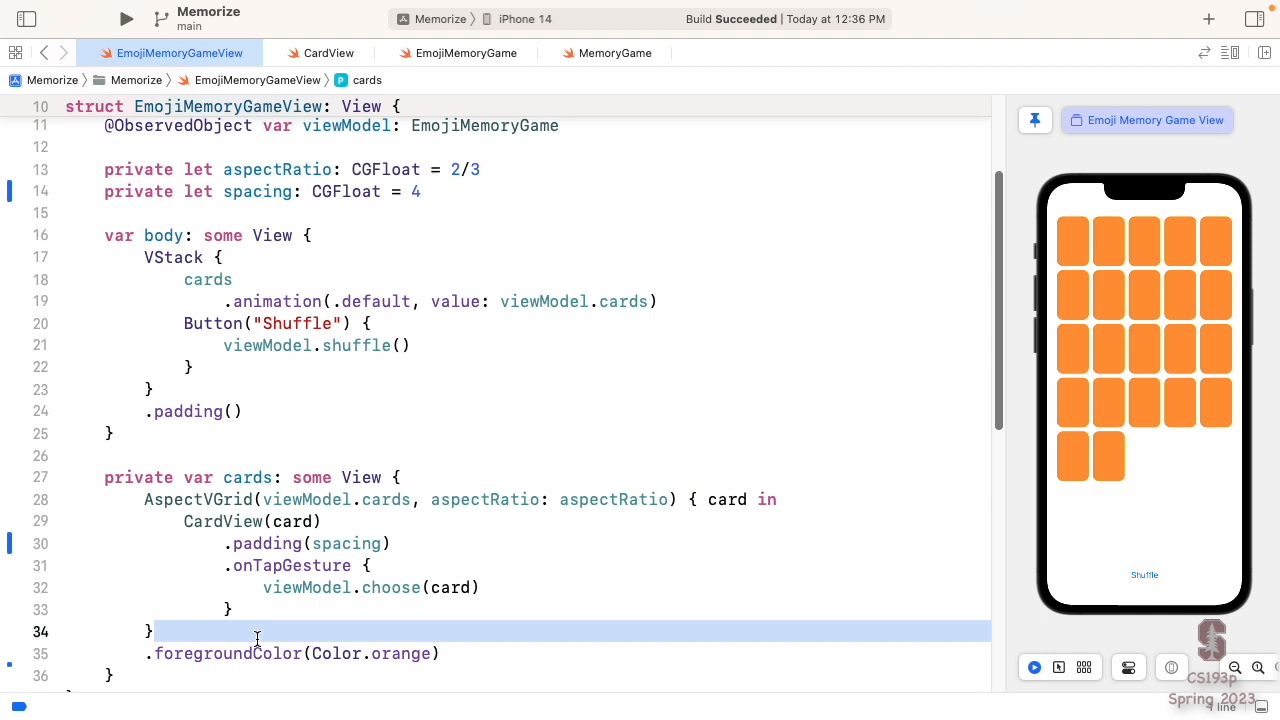 Memorize
main
Memorize 〉 iPhone 14
Build Succeeded | Today at 12:36 PM
EmojiMemoryGameView
CardView
EmojiMemoryGame
MemoryGame
Memorize 〉 Memorize 〉 EmojiMemoryGameView 〉 P cards
10 struct EmojiMemoryGameView: View {
11 @ObservedObject var viewModel: EmojiMemoryGame
12
13 private let aspectRatio: CGFloat = 2/3
14 private let spacing: CGFloat = 4
15
16 var body: some View {
17 VStack {
18 cards
19 .animation(.default, value: viewModel.cards)
20 Button("Shuffle") {
21 viewModel.shuffle()
22 }
23 }
24 .padding()
25 }
26
27 private var cards: some View {
28 AspectVGrid(viewModel.cards, aspectRatio: aspectRatio) { card in
29 CardView(card)
30 .padding(spacing)
31 .onTapGesture {
32 viewModel.choose(card)
33 }
34 }
35 .foregroundColor(Color.orange)
36 }
Emoji Memory Game View
Shuffle
CS193p
Spring 2023
1 line